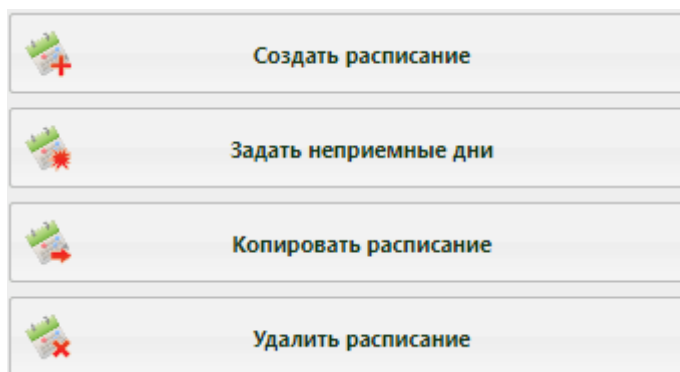 Создать расписание
Задать неприемные дни
Копировать расписание
Удалить расписание